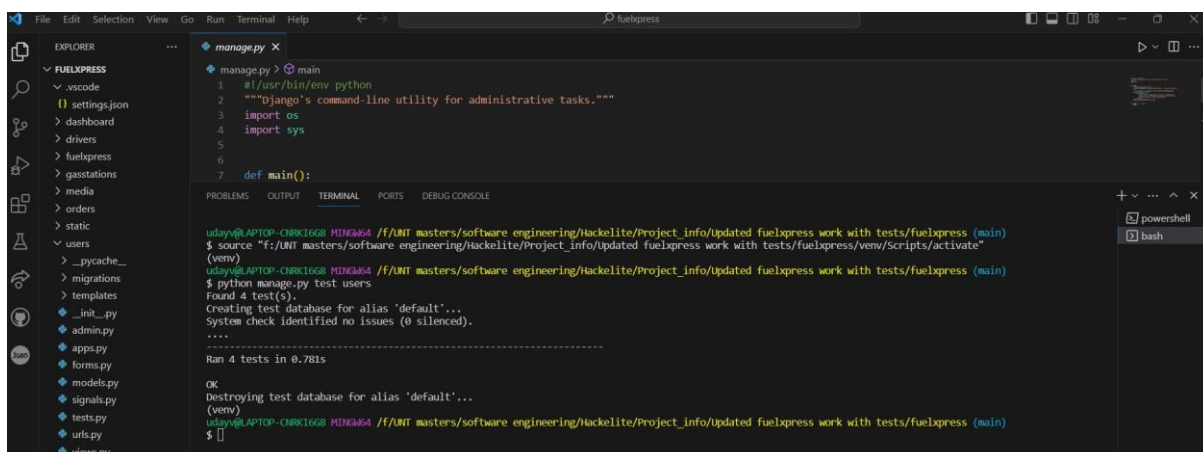 File Edit Selection View Go Run Terminal Help
fuelxpress
EXPLORER
FUELXPRESS
.vscode
settings.json
dashboard
drivers
fuelxpress
gasstations
media
orders
static
users
__pycache__
migrations
templates
__init__.py
admin.py
apps.py
forms.py
models.py
signals.py
tests.py
urls.py
views.py
manage.py
manage.py > main
1 #!/usr/bin/env python
2 """Django's command-line utility for administrative tasks."""
3 import os
4 import sys
5
6
7 def main():
PROBLEMS OUTPUT TERMINAL PORTS DEBUG CONSOLE
udayv@LAPTOP-CNRKI6G8 MINGW64 /f/UNT masters/software engineering/Hackelite/Project_info/Updated fuelxpress work with tests/fuelxpress (main)
$ source "f:/UNT masters/software engineering/Hackelite/Project_info/Updated fuelxpress work with tests/fuelxpress/venv/Scripts/activate"
(venv)
udayv@LAPTOP-CNRKI6G8 MINGW64 /f/UNT masters/software engineering/Hackelite/Project_info/Updated fuelxpress work with tests/fuelxpress (main)
$ python manage.py test users
Found 4 test(s).
Creating test database for alias 'default'...
System check identified no issues (0 silenced).
....
----------------------------------------------------------------------
Ran 4 tests in 0.781s
OK
Destroying test database for alias 'default'...
(venv)
udayv@LAPTOP-CNRKI6G8 MINGW64 /f/UNT masters/software engineering/Hackelite/Project_info/Updated fuelxpress work with tests/fuelxpress (main)
$
powershell
bash
Json